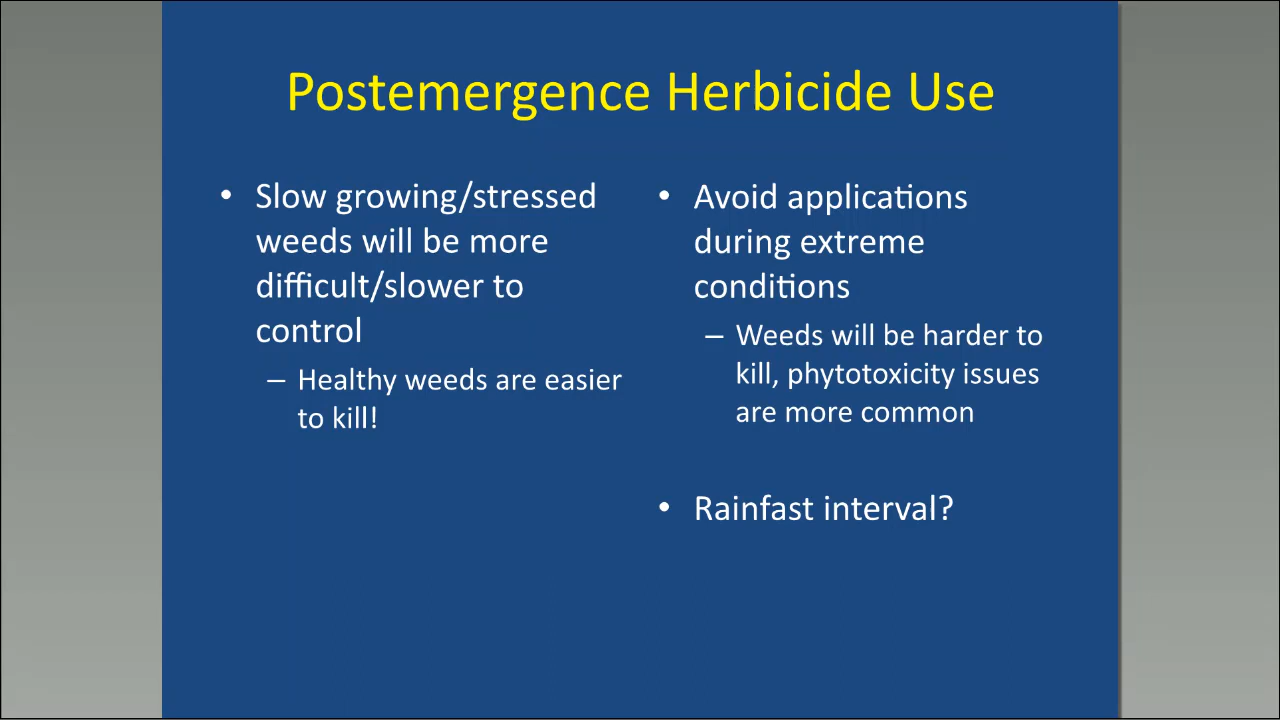 Postemergence Herbicide Use
• Slow growing/stressed
weeds will be more
difficult/slower to
control
– Healthy weeds are easier
to kill!
• Avoid applications
during extreme
conditions
– Weeds will be harder to
kill, phytotoxicity issues
are more common
• Rainfast interval?